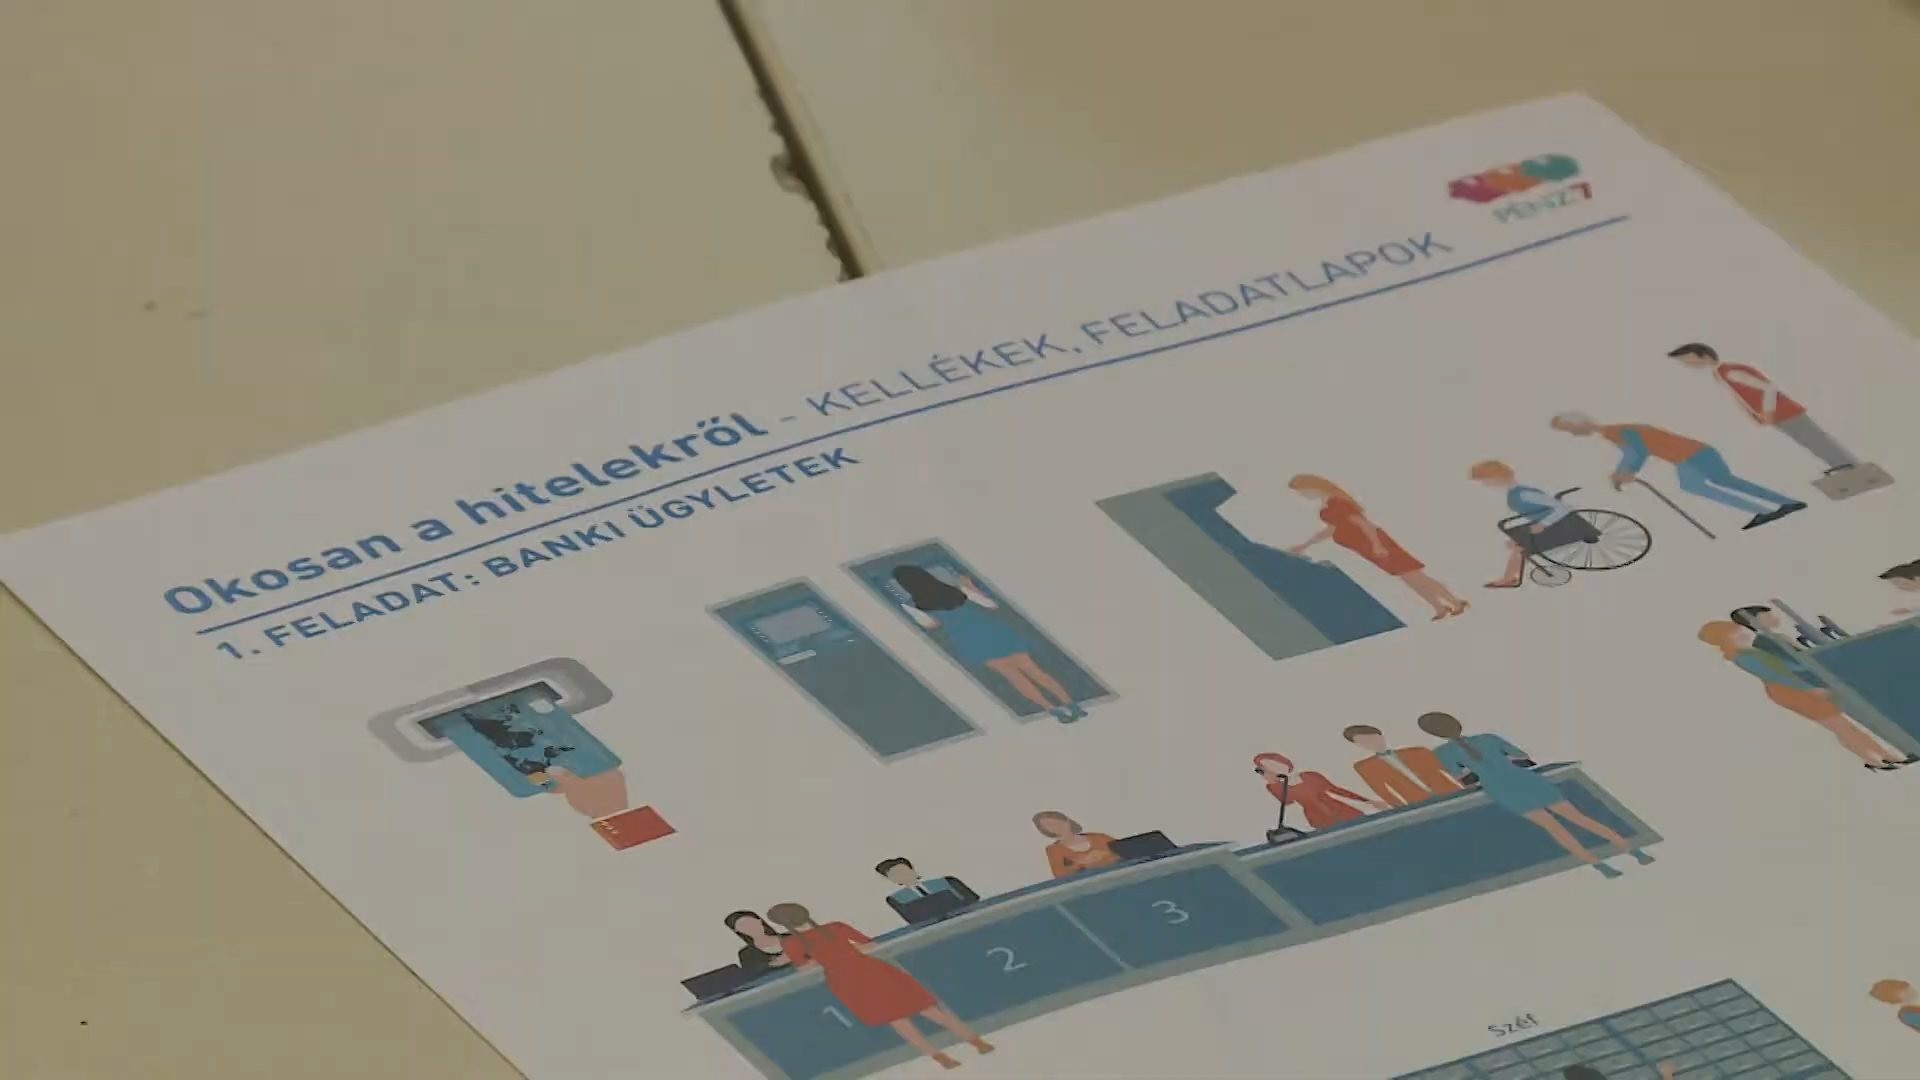 PÉNZ7
Okosan a hitelekről - KELLÉKEK, FELADATLAPOK
1. FELADAT: BANKI ÜGYLETEK
1
2
3
Széf